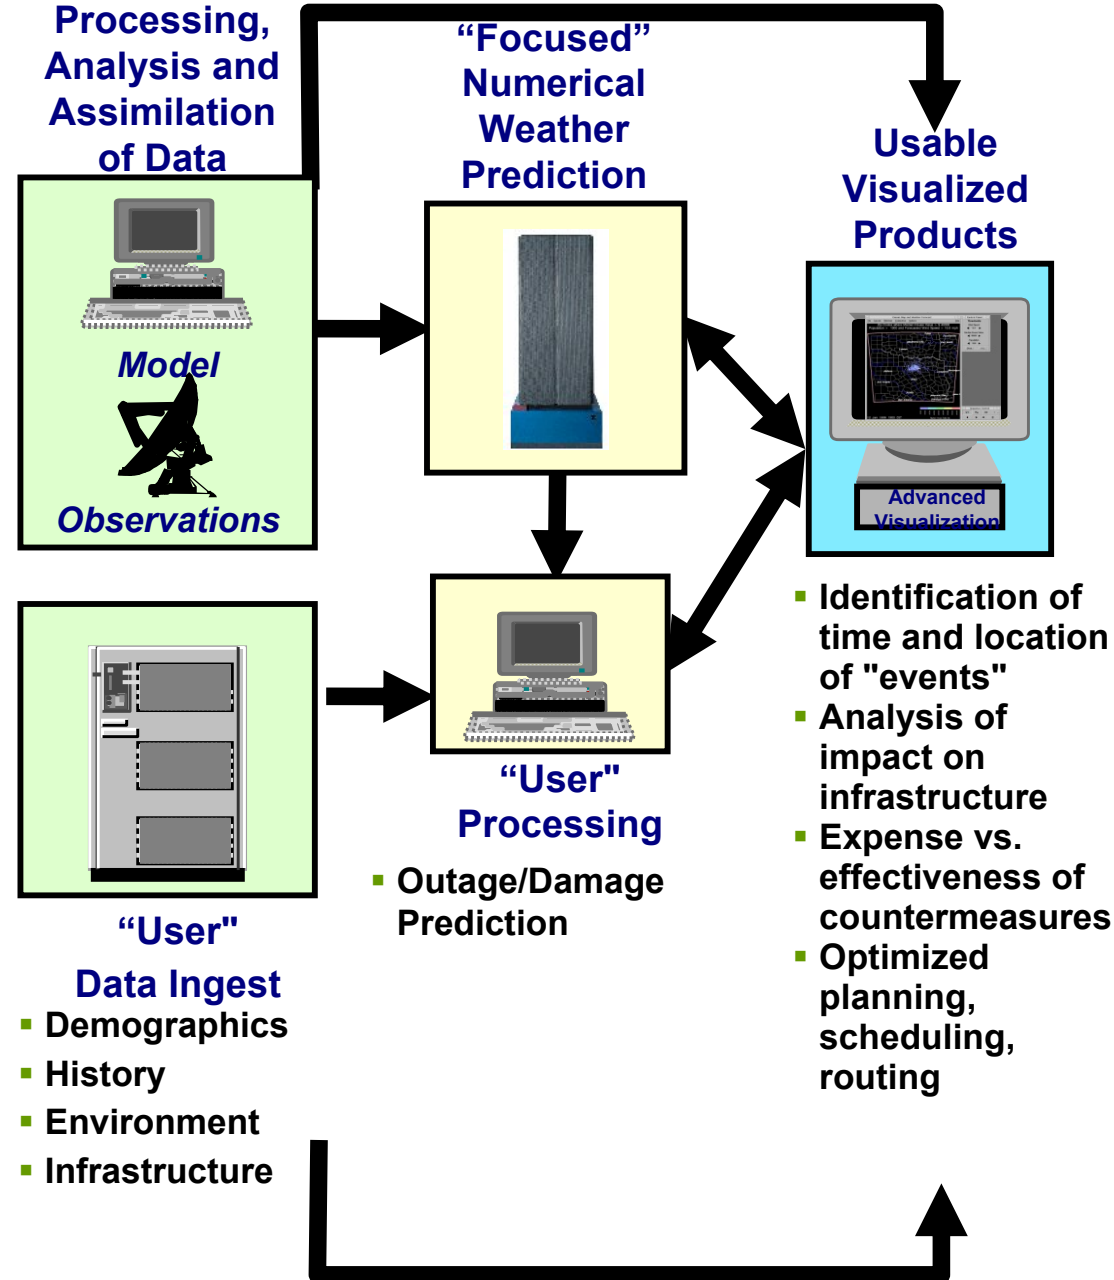 Processing,
Analysis and
Assimilation
of Data
Model
Observations
“Focused”
Numerical
Weather
Prediction
Usable
Visualized
Products
Advanced
Visualization
“User"
Data Ingest
▪ Demographics
▪ History
▪ Environment
▪ Infrastructure
“User"
Processing
▪ Outage/Damage
Prediction
▪ Identification of
time and location
of "events"
▪ Analysis of
impact on
infrastructure
▪ Expense vs.
effectiveness of
countermeasures
▪ Optimized
planning,
scheduling,
routing